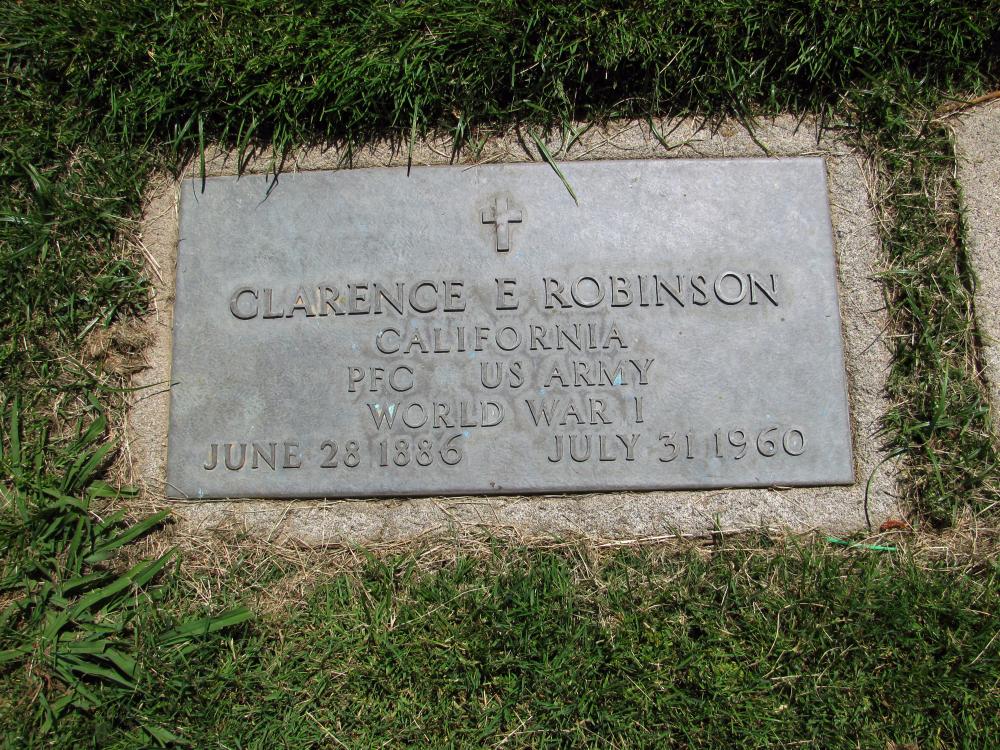 CLARENCE E ROBINSON
CALIFORNIA
PFC US ARMY
WORLD WAR I
JUNE 28 1886 JULY 31 1960